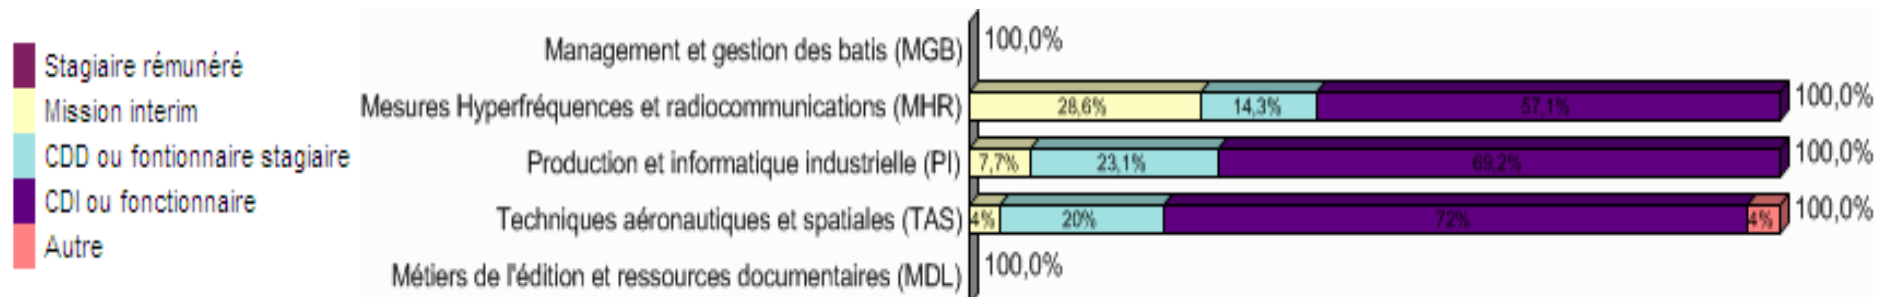 Stagiaire rémunéré
Mission interim
CDD ou fontionnaire stagiaire
CDI ou fonctionnaire
Autre
Management et gestion des batis (MGB) 100,0%
Mesures Hyperfréquences et radiocommunications (MHR) 28,6% 14,3% 57,1% 100,0%
Production et informatique industrielle (PI) 7,7% 23,1% 69,2% 100,0%
Techniques aéronautiques et spatiales (TAS) 4% 20% 72% 4% 100,0%
Métiers de l'édition et ressources documentaires (MDL) 100,0%